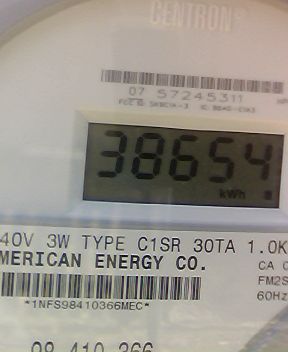 CENTRON
07 57245311
38654
kWh
40V 3W TYPE C1SR 30TA 1.0K
MERICAN ENERGY CO.
CA 0
FM2S
60Hz
*1NFS98410366MEC*
98 410 366